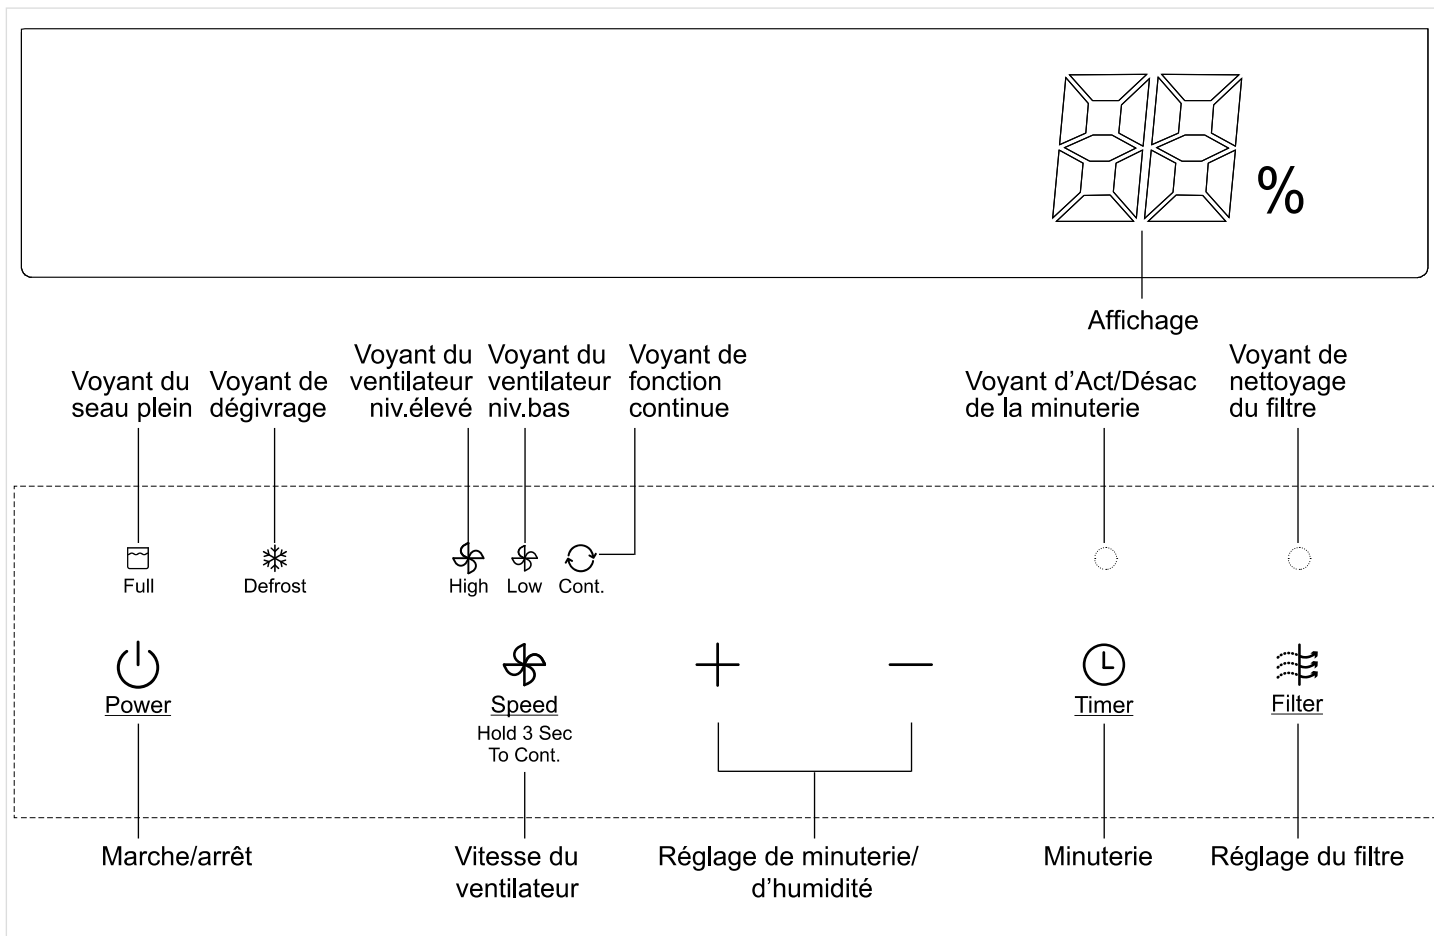 88 %
Affichage
Voyant du
seau plein
Voyant de
dégivrage
Voyant du
ventilateur
niv.élevé
Voyant du
ventilateur
niv.bas
Voyant de
fonction
continue
Voyant d’Act/Désac
de la minuterie
Voyant de
nettoyage
du filtre
Full
Defrost
High
Low
Cont.
Power
Speed
Hold 3 Sec
To Cont.
Timer
Filter
Marche/arrêt
Vitesse du
ventilateur
Réglage de minuterie/
d’humidité
Minuterie
Réglage du filtre